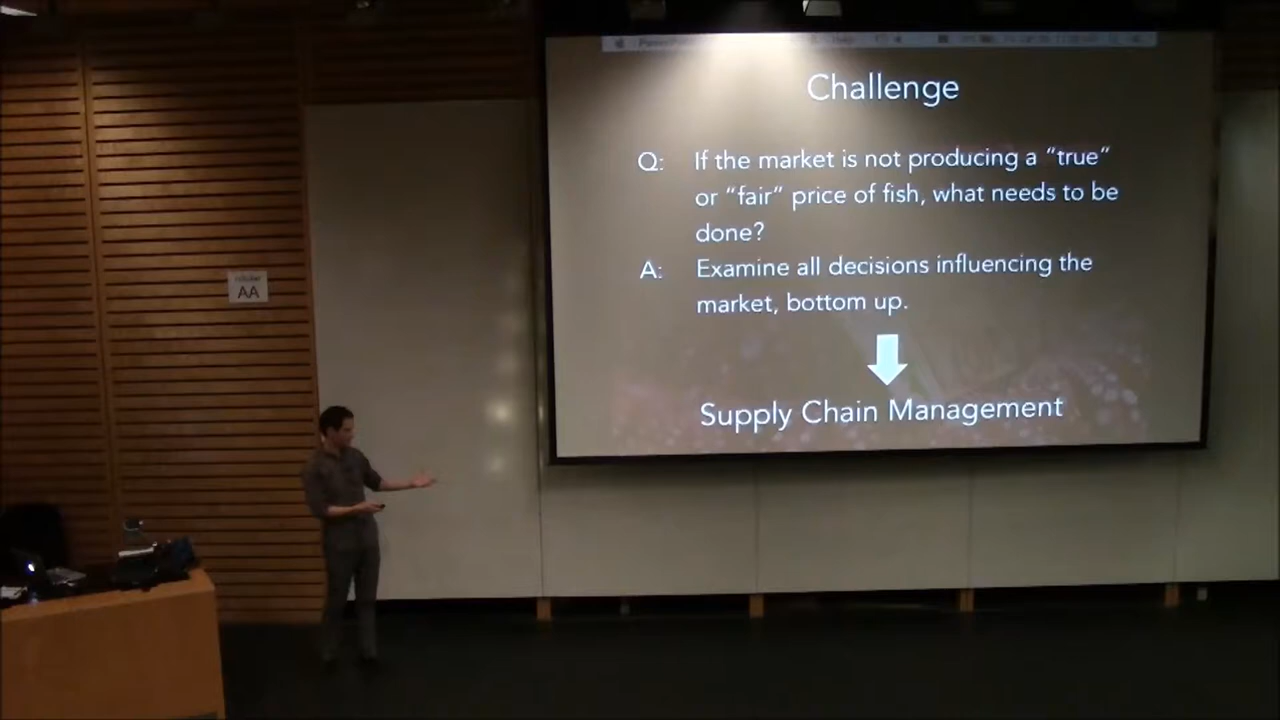 Challenge
Q: If the market is not producing a “true”
or “fair” price of fish, what needs to be
done?
A: Examine all decisions influencing the
market, bottom up.
Supply Chain Management
AA